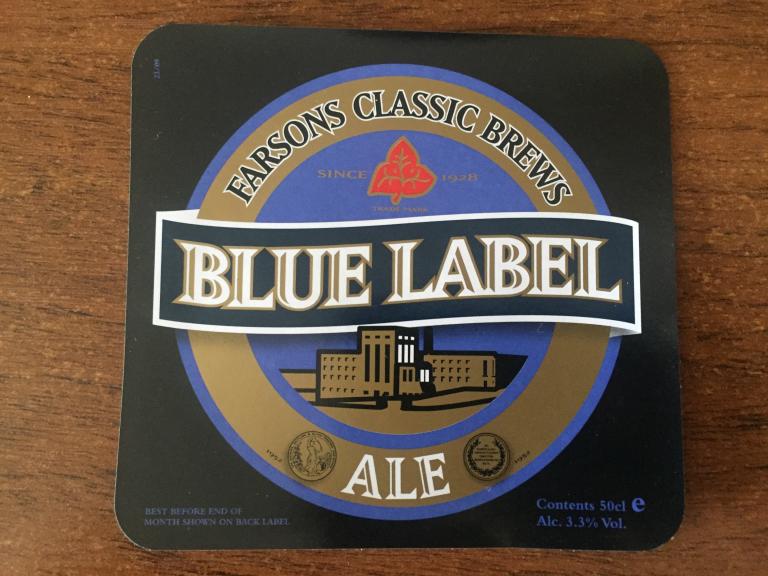 FARSONS CLASSIC BREWS
SINCE 1928
TRADE MARK
BLUE LABEL
ALE
BEST BEFORE END OF
MONTH SHOWN ON BACK LABEL
Contents 50cl e
Alc. 3.3% Vol.